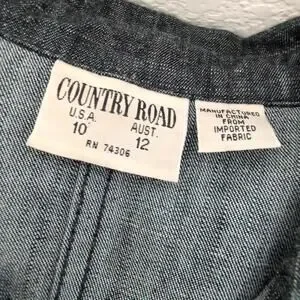 COUNTRY ROAD
U.S.A. AUST.
10 12
RN 74306
MANUFACTURED
IN CHINA
FROM
IMPORTED
FABRIC